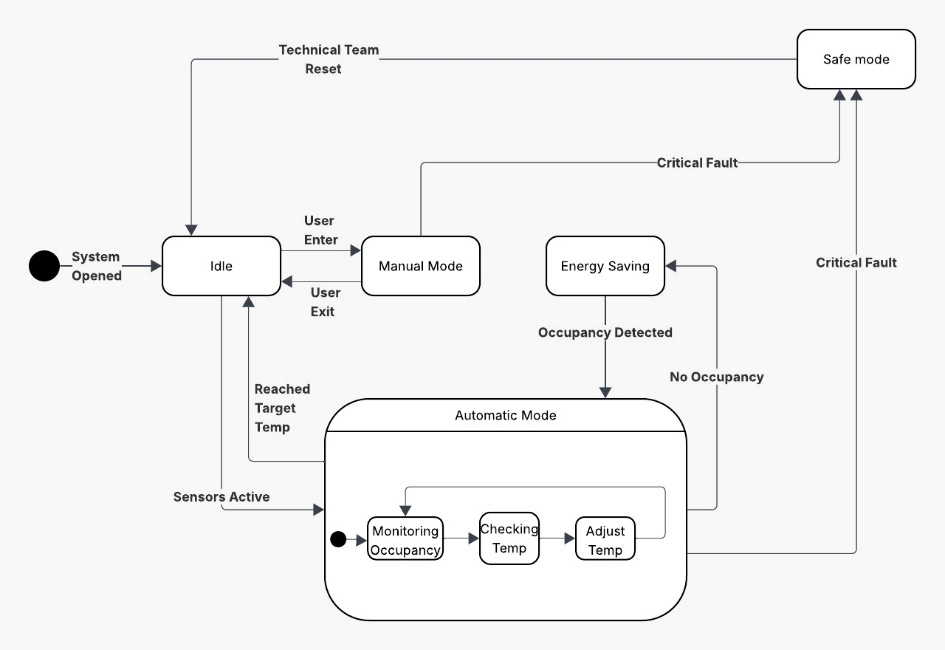 Technical Team
Reset
Safe mode
Critical Fault
User
Enter
System
Opened
Idle
Manual Mode
Energy Saving
Critical Fault
User
Exit
Occupancy Detected
No Occupancy
Reached
Target
Temp
Automatic Mode
Sensors Active
Monitoring
Occupancy
Checking
Temp
Adjust
Temp